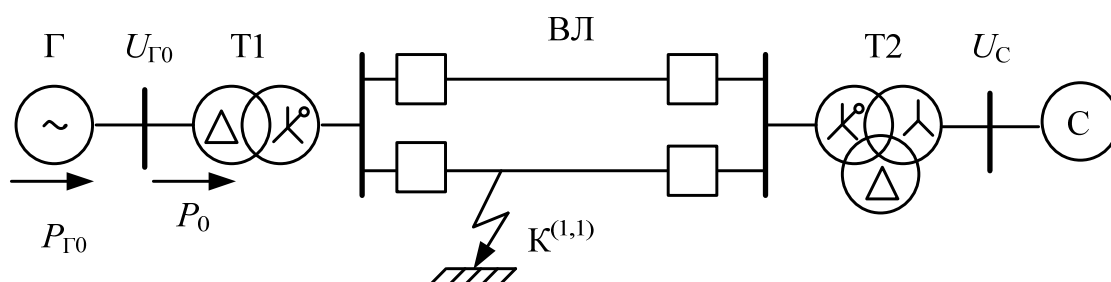 Г
U_Г0
Т1
ВЛ
Т2
U_С
~
С
P_Г0
P_0
К^(1,1)